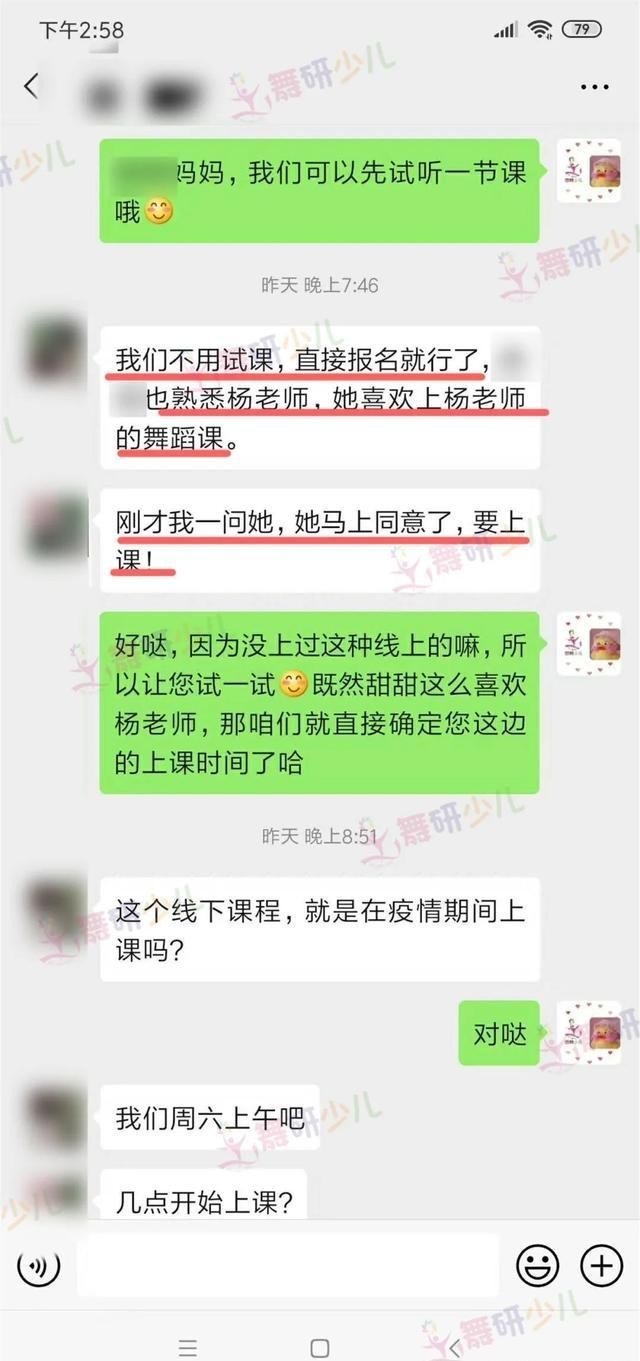 下午2:58
79
舞研少儿
妈妈，我们可以先试听一节课
哦
昨天 晚上7:46
我们不用试课，直接报名就行了，
也熟悉杨老师，她喜欢上杨老师
的舞蹈课。
刚才我一问她，她马上同意了，要上
课！
好哒，因为没上过这种线上的嘛，所
以让您试一试既然甜甜这么喜欢
杨老师，那咱们就直接确定您这边
的上课时间了哈
昨天 晚上8:51
这个线下课程，就是在疫情期间上
课吗？
对哒
我们周六上午吧
几点开始上课？
舞研少儿